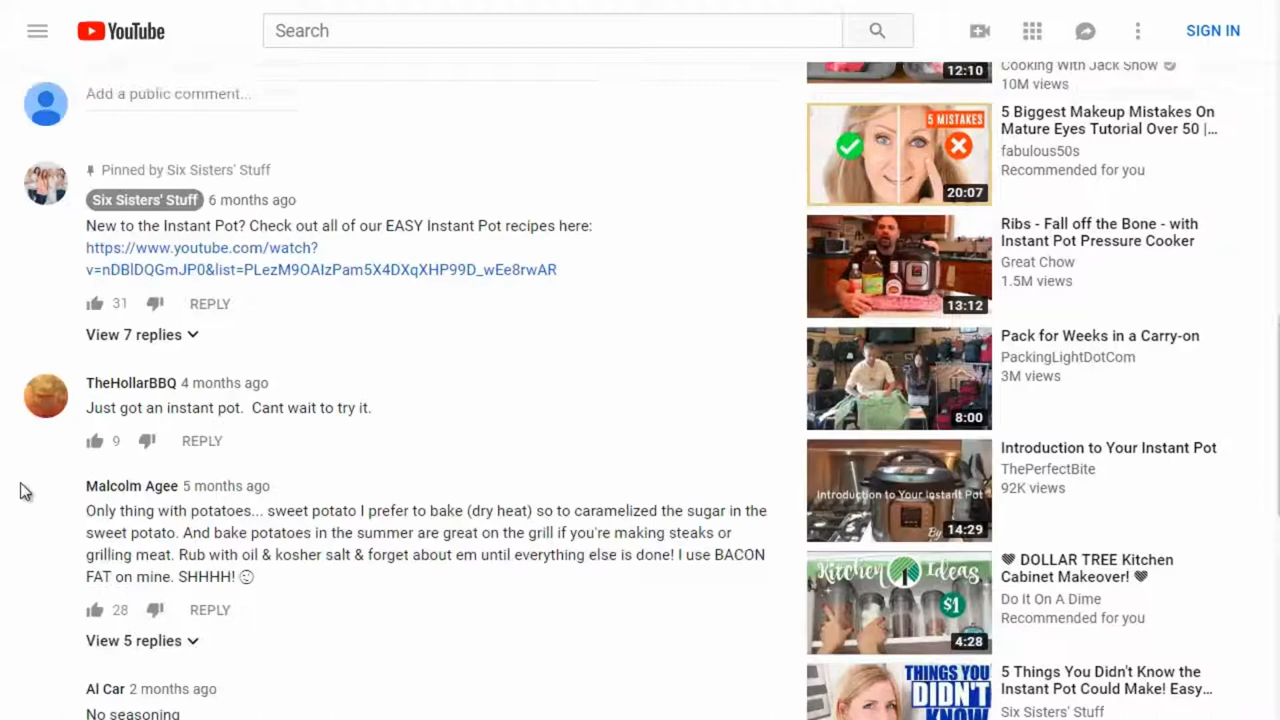 YouTube
Search
SIGN IN
Add a public comment...
Pinned by Six Sisters' Stuff
Six Sisters' Stuff 6 months ago
New to the Instant Pot? Check out all of our EASY Instant Pot recipes here:
https://www.youtube.com/watch?
v=nDBlDQGmJP0&list=PLezM9OAIzPam5X4DXqXHP99D_wEe8rwAR
31 REPLY
View 7 replies
TheHollarBBQ 4 months ago
Just got an instant pot. Cant wait to try it.
9 REPLY
Malcolm Agee 5 months ago
Only thing with potatoes... sweet potato I prefer to bake (dry heat) so to caramelized the sugar in the
sweet potato. And bake potatoes in the summer are great on the grill if you're making steaks or
grilling meat. Rub with oil & kosher salt & forget about em until everything else is done! I use BACON
FAT on mine. SHHHH!
28 REPLY
View 5 replies
Al Car 2 months ago
No seasoning
12:10
Cooking With Jack Show
10M views
5 MISTAKES
20:07
5 Biggest Makeup Mistakes On
Mature Eyes Tutorial Over 50 |...
fabulous50s
Recommended for you
13:12
Ribs - Fall off the Bone - with
Instant Pot Pressure Cooker
Great Chow
1.5M views
8:00
Pack for Weeks in a Carry-on
PackingLightDotCom
3M views
Introduction to Your Instant Pot
By
14:29
Introduction to Your Instant Pot
ThePerfectBite
92K views
Kitchen Ideas
$1
4:28
DOLLAR TREE Kitchen
Cabinet Makeover!
Do It On A Dime
Recommended for you
THINGS YOU
DIDN'T
KNOW
5 Things You Didn't Know the
Instant Pot Could Make! Easy...
Six Sisters' Stuff